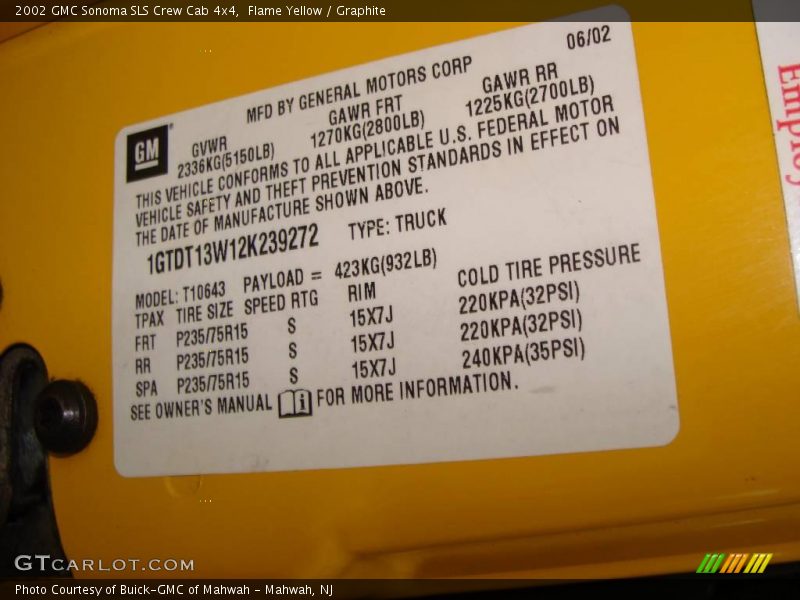 2002 GMC Sonoma SLS Crew Cab 4x4, Flame Yellow / Graphite
06/02
MFD BY GENERAL MOTORS CORP
GM
GVWR GAWR FRT GAWR RR
2336KG(5150LB) 1270KG(2800LB) 1225KG(2700LB)
THIS VEHICLE CONFORMS TO ALL APPLICABLE U.S. FEDERAL MOTOR
VEHICLE SAFETY AND THEFT PREVENTION STANDARDS IN EFFECT ON
THE DATE OF MANUFACTURE SHOWN ABOVE.
1GTDT13W12K239272 TYPE: TRUCK
MODEL: T10643 PAYLOAD = 423KG(932LB)
TPAX TIRE SIZE SPEED RTG RIM COLD TIRE PRESSURE
FRT P235/75R15 S 15X7J 220KPA(32PSI)
RR P235/75R15 S 15X7J 220KPA(32PSI)
SPA P235/75R15 S 15X7J 240KPA(35PSI)
SEE OWNER'S MANUAL i FOR MORE INFORMATION.
Employ
GTCARLOT.COM
Photo Courtesy of Buick-GMC of Mahwah - Mahwah, NJ